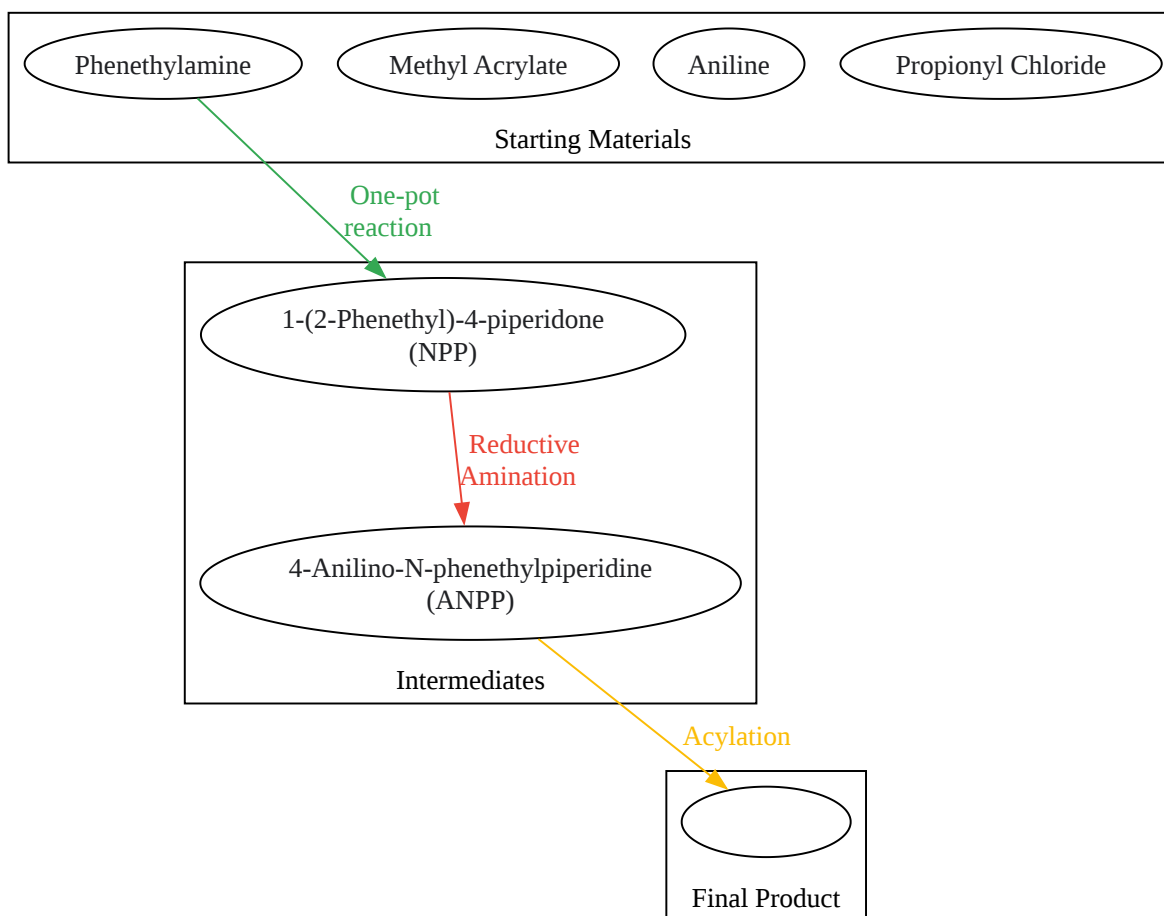 Phenethylamine
Methyl Acrylate
Aniline
Propionyl Chloride
Starting Materials
One-pot
reaction
1-(2-Phenethyl)-4-piperidone
(NPP)
Reductive
Amination
4-Anilino-N-phenethylpiperidine
(ANPP)
Intermediates
Acylation
Final Product